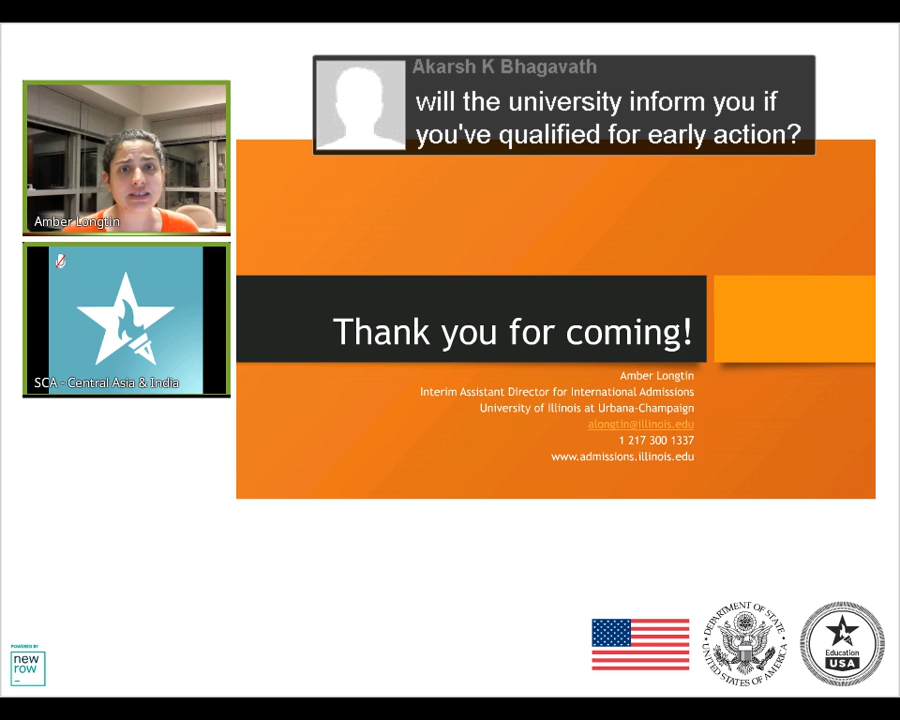 Akarsh K Bhagavath
will the university inform you if
you've qualified for early action?
Amber Longtin
SCA - Central Asia & India
Thank you for coming!
Amber Longtin
Interim Assistant Director for International Admissions
University of Illinois at Urbana-Champaign
alongtin@illinois.edu
1 217 300 1337
www.admissions.illinois.edu
POWERED BY
new
row
DEPARTMENT OF STATE
UNITED STATES OF AMERICA
Education
USA